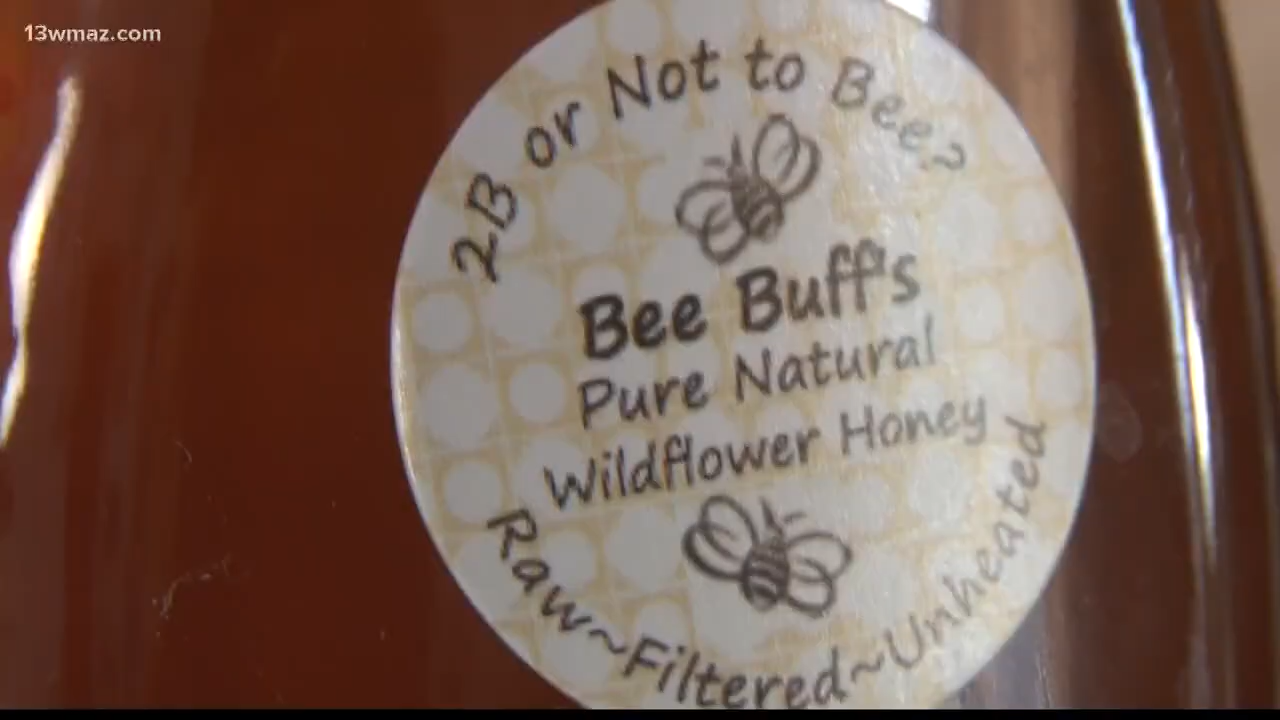 13wmaz.com
2B or Not to Bee?
Bee Buff's
Pure Natural
Wildflower Honey
Raw~Filtered~Unheated